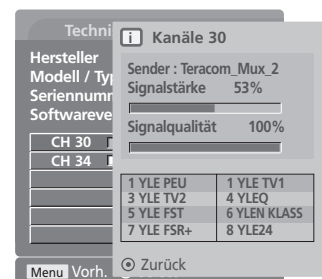 Techni
i Kanäle 30
Hersteller
Modell / Ty
Seriennum
Softwareve
CH 30
CH 34
Sender : Teracom_Mux_2
Signalstärke 53%
Signalqualität 100%
1 YLE PEU 1 YLE TV1
3 YLE TV2 4 YLEQ
5 YLE FST 6 YLEN KLASS
7 YLE FSR+ 8 YLE24
Zurück
Menu Vorh.